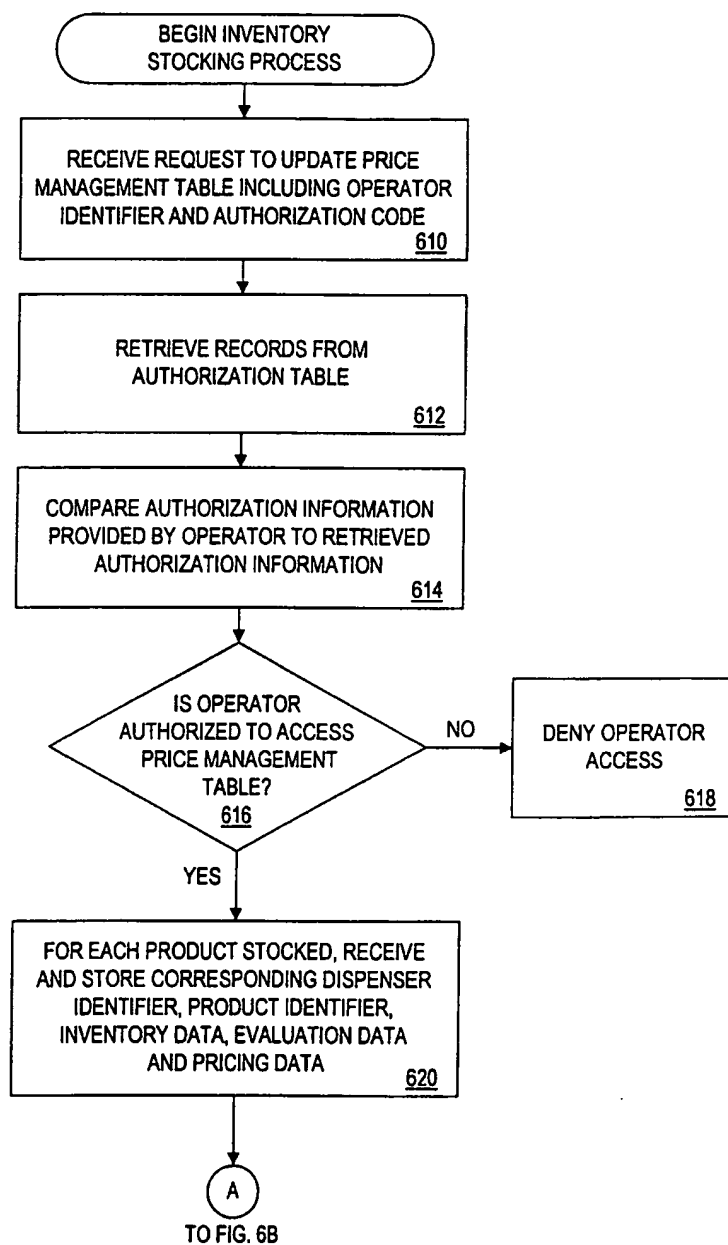 BEGIN INVENTORY
STOCKING PROCESS
RECEIVE REQUEST TO UPDATE PRICE
MANAGEMENT TABLE INCLUDING OPERATOR
IDENTIFIER AND AUTHORIZATION CODE
610
RETRIEVE RECORDS FROM
AUTHORIZATION TABLE
612
COMPARE AUTHORIZATION INFORMATION
PROVIDED BY OPERATOR TO RETRIEVED
AUTHORIZATION INFORMATION
614
IS OPERATOR
AUTHORIZED TO ACCESS
PRICE MANAGEMENT
TABLE?
616
NO
DENY OPERATOR
ACCESS
618
YES
FOR EACH PRODUCT STOCKED, RECEIVE
AND STORE CORRESPONDING DISPENSER
IDENTIFIER, PRODUCT IDENTIFIER,
INVENTORY DATA, EVALUATION DATA
AND PRICING DATA
620
A
TO FIG. 6B